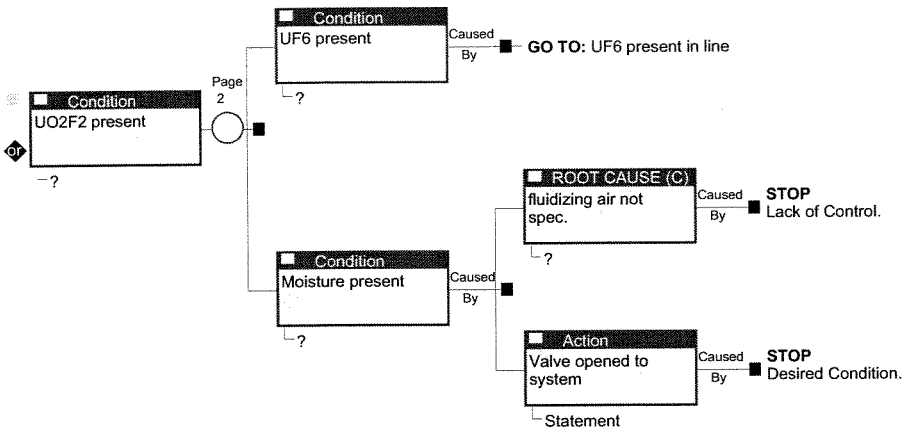 Condition
UF6 present
Caused
By
GO TO: UF6 present in line
?
Page
2
Condition
UO2F2 present
or
?
ROOT CAUSE (C)
fluidizing air not
spec.
Caused
By
STOP
Lack of Control.
?
Condition
Moisture present
Caused
By
?
Action
Valve opened to
system
Caused
By
STOP
Desired Condition.
Statement